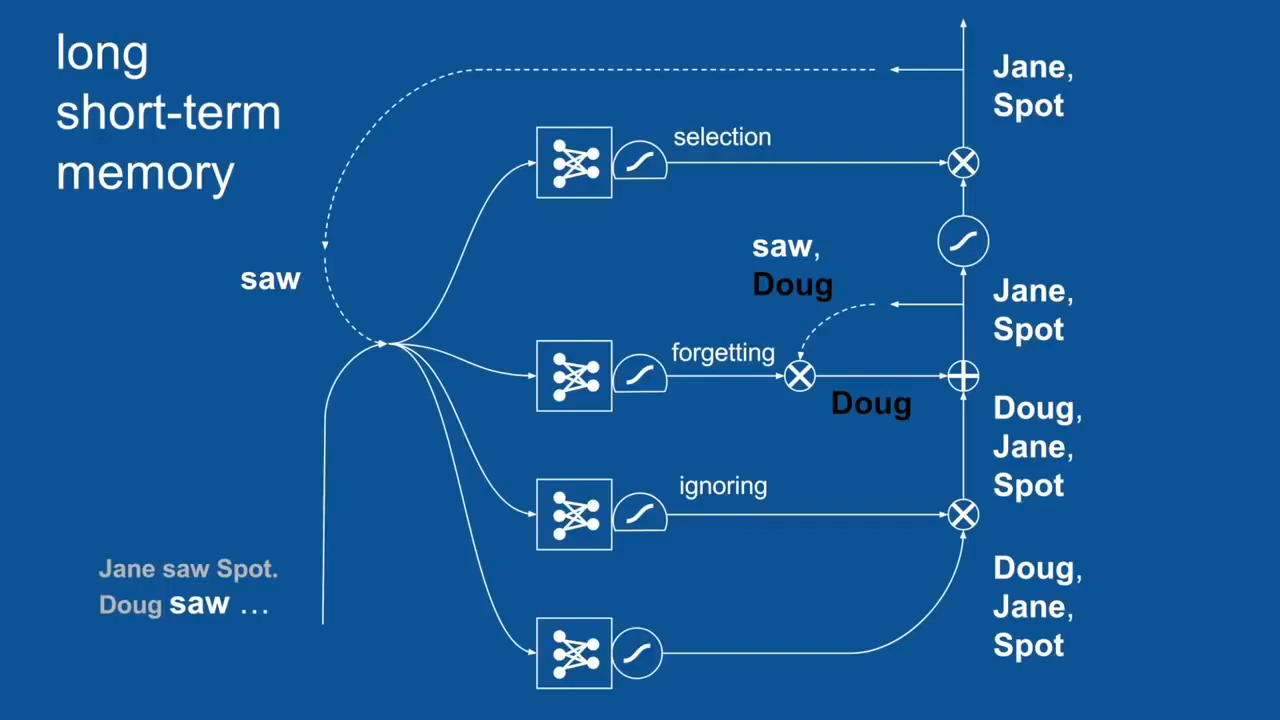 long
short-term
memory
Jane,
Spot
selection
saw,
Doug
saw
Jane,
Spot
forgetting
Doug
Doug,
Jane,
Spot
ignoring
Jane saw Spot.
Doug saw ...
Doug,
Jane,
Spot